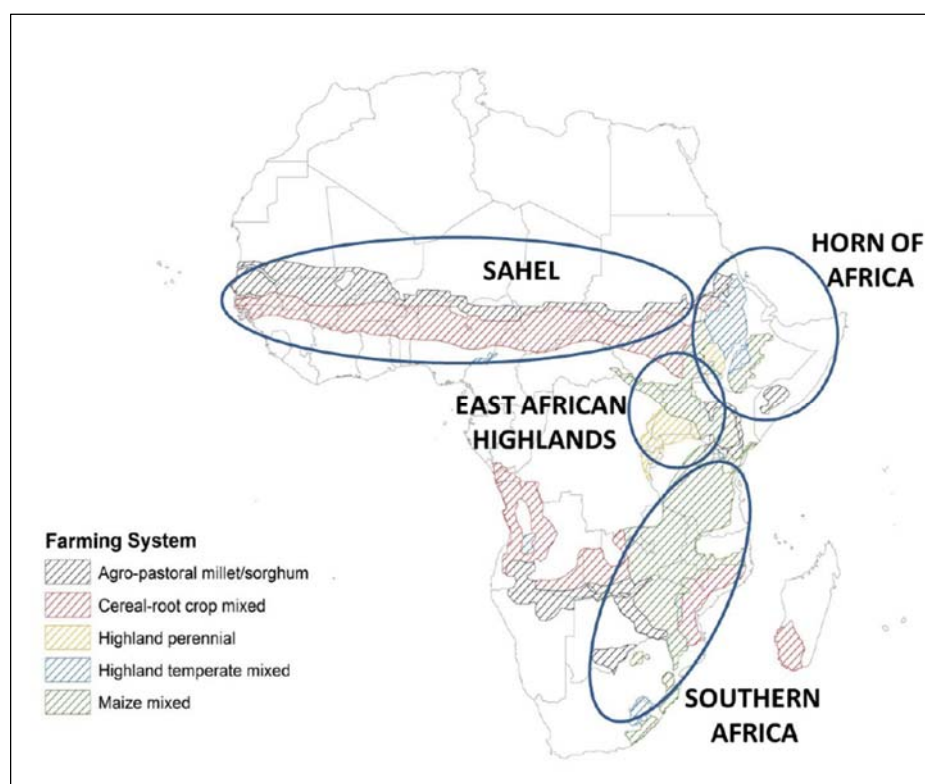 SAHEL
HORN OF
AFRICA
EAST AFRICAN
HIGHLANDS
SOUTHERN
AFRICA
Farming System
Agro-pastoral millet/sorghum
Cereal-root crop mixed
Highland perennial
Highland temperate mixed
Maize mixed